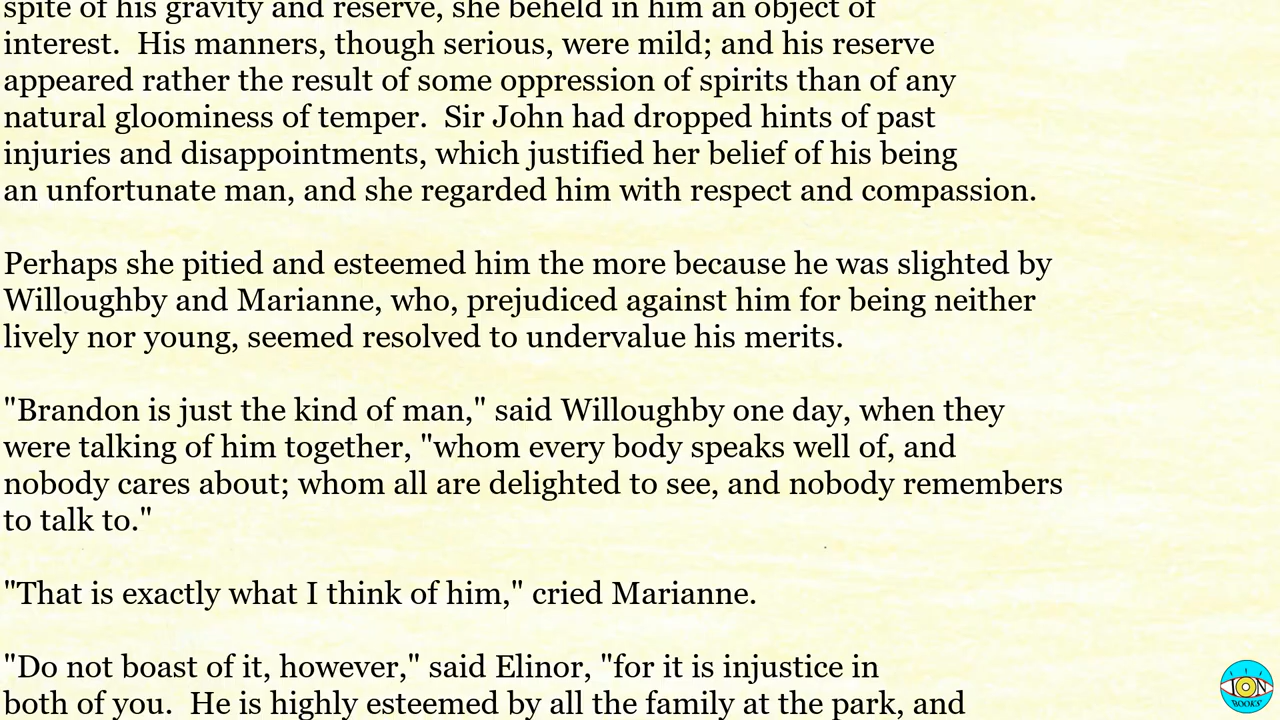 spite of his gravity and reserve, she beheld in him an object of
interest.  His manners, though serious, were mild; and his reserve
appeared rather the result of some oppression of spirits than of any
natural gloominess of temper.  Sir John had dropped hints of past
injuries and disappointments, which justified her belief of his being
an unfortunate man, and she regarded him with respect and compassion.
Perhaps she pitied and esteemed him the more because he was slighted by
Willoughby and Marianne, who, prejudiced against him for being neither
lively nor young, seemed resolved to undervalue his merits.
"Brandon is just the kind of man," said Willoughby one day, when they
were talking of him together, "whom every body speaks well of, and
nobody cares about; whom all are delighted to see, and nobody remembers
to talk to."
"That is exactly what I think of him," cried Marianne.
"Do not boast of it, however," said Elinor, "for it is injustice in
both of you.  He is highly esteemed by all the family at the park, and
ION
BOOKS